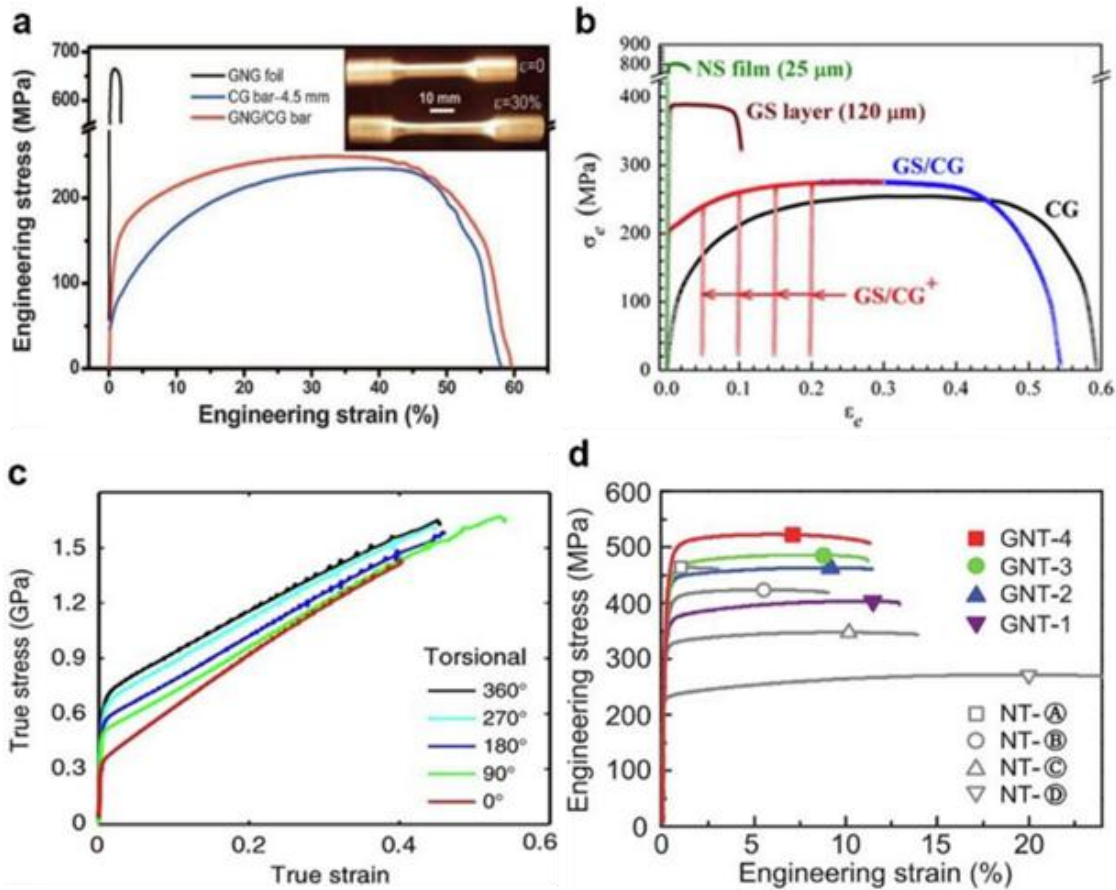 a
Engineering stress (MPa)
700
650
600
200
100
0
GNG foil
CG bar-4.5 mm
GNG/CG bar
ε=0
10 mm
ε=30%
0 10 20 30 40 50 60
Engineering strain (%)
b
σe (MPa)
900
800
700
400
300
200
100
0
NS film (25 μm)
GS layer (120 μm)
GS/CG
CG
GS/CG+
0.0 0.1 0.2 0.3 0.4 0.5 0.6
εe
c
True stress (GPa)
1.5
1.2
0.9
0.6
0.3
0
Torsional
360°
270°
180°
90°
0°
0 0.2 0.4 0.6
True strain
d
Engineering stress (MPa)
600
500
400
300
200
100
0
GNT-4
GNT-3
GNT-2
GNT-1
NT-Ⓐ
NT-Ⓑ
NT-Ⓒ
NT-Ⓓ
0 5 10 15 20
Engineering strain (%)